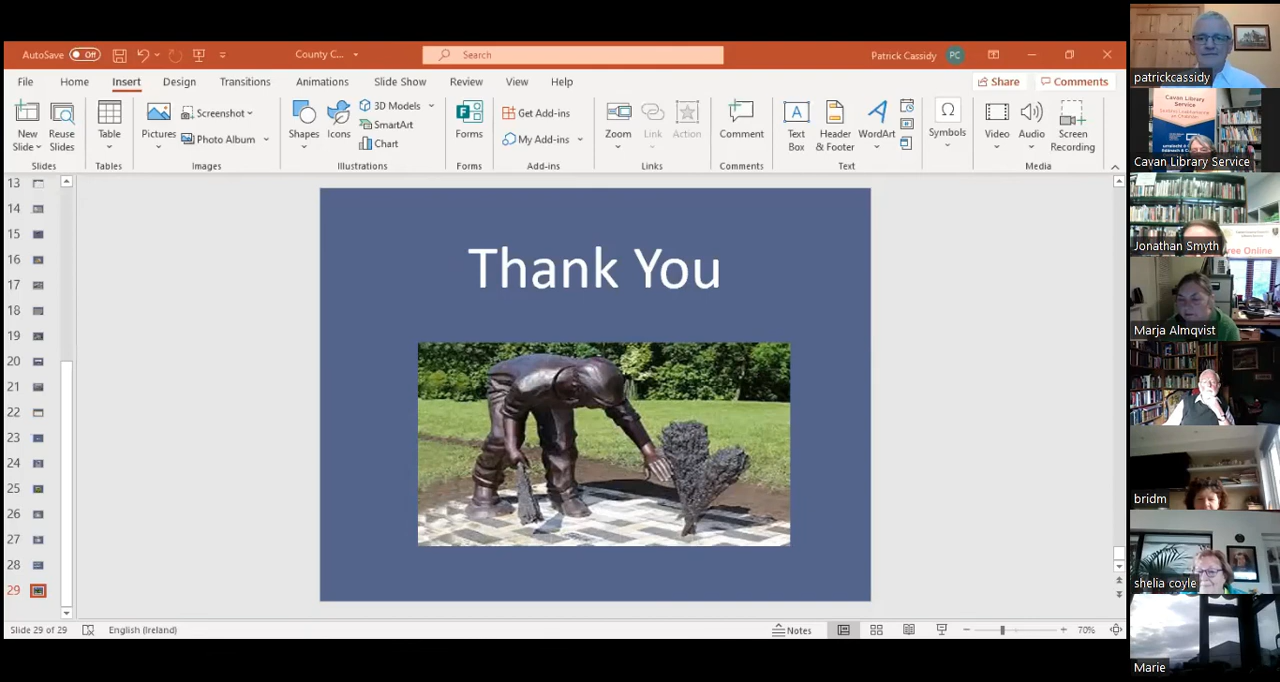 AutoSave Off County C... Search Patrick Cassidy PC
File Home Insert Design Transitions Animations Slide Show Review View Help Share Comments
New Slide
Reuse Slides
Slides
Table
Tables
Pictures
Screenshot
Photo Album
Images
Shapes
Icons
3D Models
SmartArt
Chart
Illustrations
Forms
Forms
Get Add-ins
My Add-ins
Add-ins
Zoom
Link
Action
Links
Comment
Comments
Text Box
Header & Footer
WordArt
Text
Symbols
Video
Audio
Screen Recording
Media
13
14
15
16
17
18
19
20
21
22
23
24
25
26
27
28
29
Thank You
Slide 29 of 29 English (Ireland) Notes 70%
patrickcassidy
Cavan Library
Service
Cavan Library Service
Jonathan Smyth
ree Online
Marja Almqvist
bridm
shelia coyle
Marie